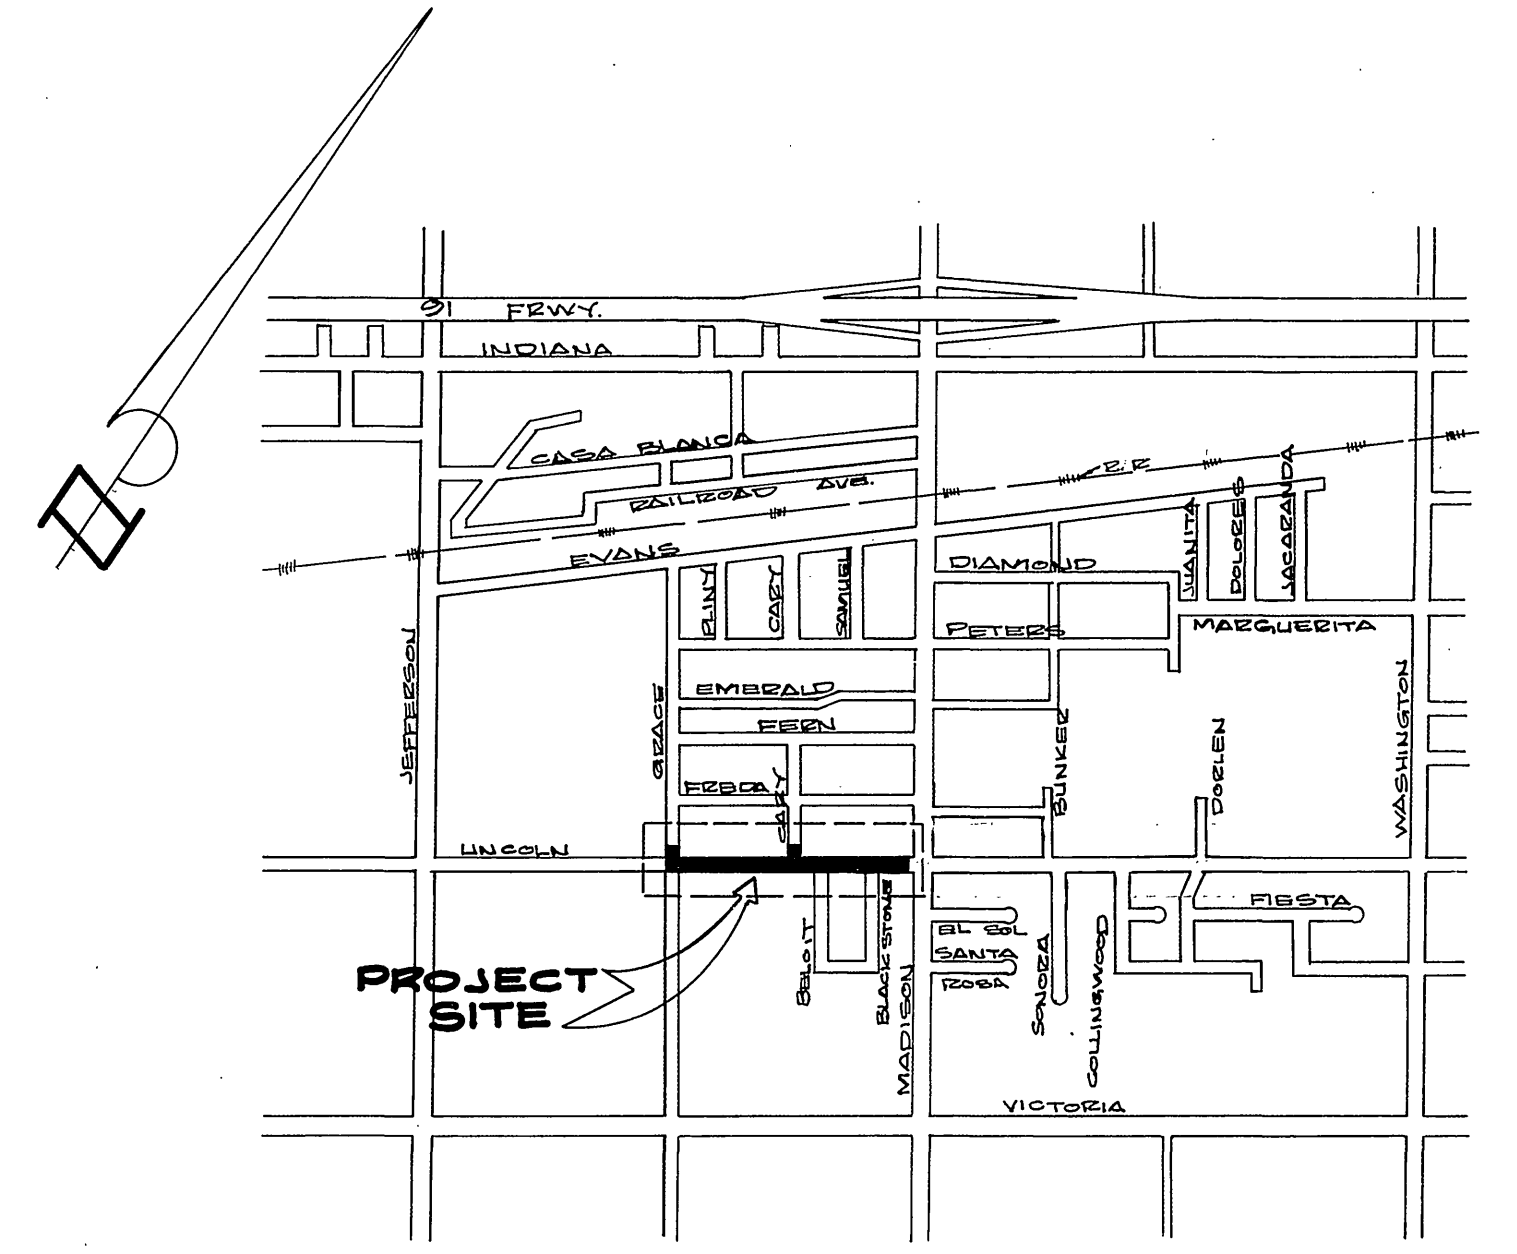 91 FRWY.
INDIANA
CASA BLANCA
RAILROAD AVE.
R.R.
EVANS
DIAMOND
JUANITA
DOLORES
JACARANDA
PLINY
CARY
SAMUEL
PETERS
MARGUERITA
JEFFERSON
GRACE
EMERALD
FERN
FREDA
CARY
BUNKER
DORLEN
WASHINGTON
LINCOLN
FIESTA
EL SOL
SANTA
ROSA
BELOIT
BLACKSTONE
MADISON
SONORA
COLLINGWOOD
PROJECT
SITE
VICTORIA
N